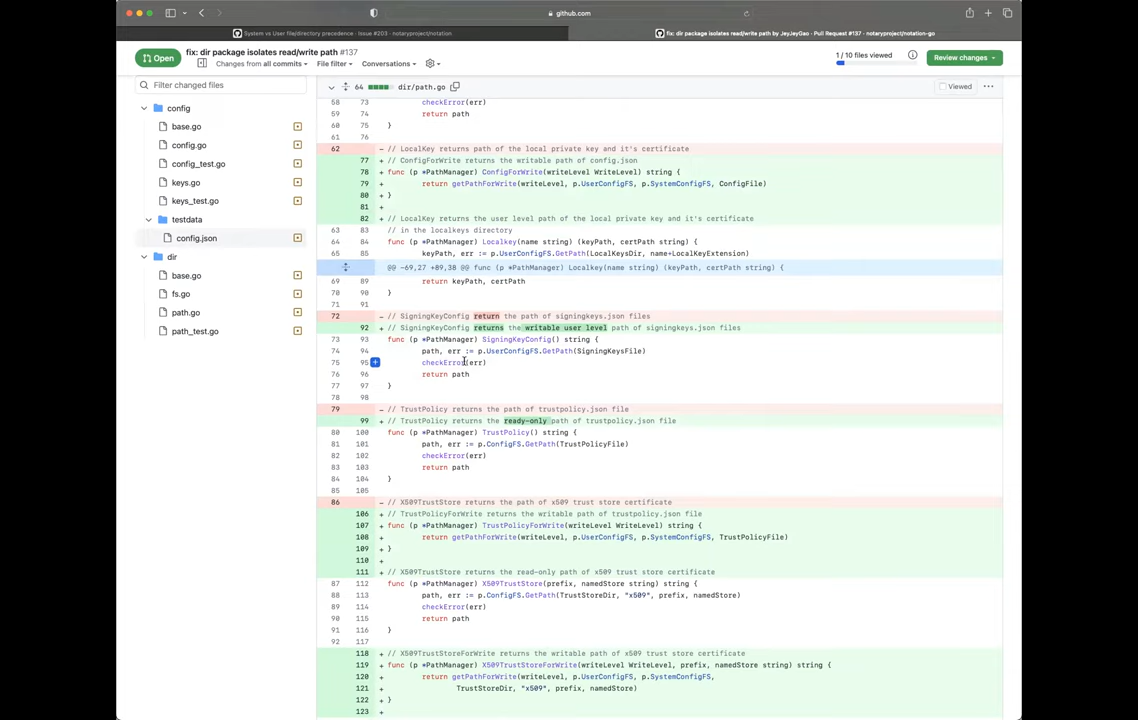 github.com
System vs User file/directory precedence · Issue #203 · notaryproject/notation
fix: dir package isolates read/write path by JeyJeyGao · Pull Request #137 · notaryproject/notation-go
Open
fix: dir package isolates read/write path #137
Changes from all commits
File filter
Conversations
1 / 10 files viewed
Review changes
Filter changed files
config
base.go
config.go
config_test.go
keys.go
keys_test.go
testdata
config.json
dir
base.go
fs.go
path.go
path_test.go
64 dir/path.go
Viewed
58 73 checkError(err)
59 74 return path
60 75 }
61 76
62 - // LocalKey returns path of the local private key and it's certificate
77 + // ConfigForWrite returns the writable path of config.json
78 + func (p *PathManager) ConfigForWrite(writeLevel WriteLevel) string {
79 + return getPathForWrite(writeLevel, p.UserConfigFS, p.SystemConfigFS, ConfigFile)
80 + }
81 +
82 + // LocalKey returns the user level path of the local private key and it's certificate
63 83 // in the localkeys directory
64 84 func (p *PathManager) Localkey(name string) (keyPath, certPath string) {
65 85 keyPath, err := p.UserConfigFS.GetPath(LocalKeysDir, name+LocalKeyExtension)
@@ -69,27 +89,38 @@ func (p *PathManager) Localkey(name string) (keyPath, certPath string) {
69 89 return keyPath, certPath
70 90 }
71 91
72 - // SigningKeyConfig return the path of signingkeys.json files
92 + // SigningKeyConfig returns the writable user level path of signingkeys.json files
73 93 func (p *PathManager) SigningKeyConfig() string {
74 94 path, err := p.UserConfigFS.GetPath(SigningKeysFile)
75 95 checkError(err)
76 96 return path
77 97 }
78 98
79 - // TrustPolicy returns the path of trustpolicy.json file
99 + // TrustPolicy returns the ready-only path of trustpolicy.json file
80 100 func (p *PathManager) TrustPolicy() string {
81 101 path, err := p.ConfigFS.GetPath(TrustPolicyFile)
82 102 checkError(err)
83 103 return path
84 104 }
85 105
86 - // X509TrustStore returns the path of x509 trust store certificate
106 + // TrustPolicyForWrite returns the writable path of trustpolicy.json file
107 + func (p *PathManager) TrustPolicyForWrite(writeLevel WriteLevel) string {
108 + return getPathForWrite(writeLevel, p.UserConfigFS, p.SystemConfigFS, TrustPolicyFile)
109 + }
110 +
111 + // X509TrustStore returns the read-only path of x509 trust store certificate
87 112 func (p *PathManager) X509TrustStore(prefix, namedStore string) string {
88 113 path, err := p.ConfigFS.GetPath(TrustStoreDir, "x509", prefix, namedStore)
89 114 checkError(err)
90 115 return path
91 116 }
92 117
118 + // X509TrustStoreForWrite returns the writable path of x509 trust store certificate
119 + func (p *PathManager) X509TrustStoreForWrite(writeLevel WriteLevel, prefix, namedStore string) string {
120 + return getPathForWrite(writeLevel, p.UserConfigFS, p.SystemConfigFS,
121 + TrustStoreDir, "x509", prefix, namedStore)
122 + }
123 +